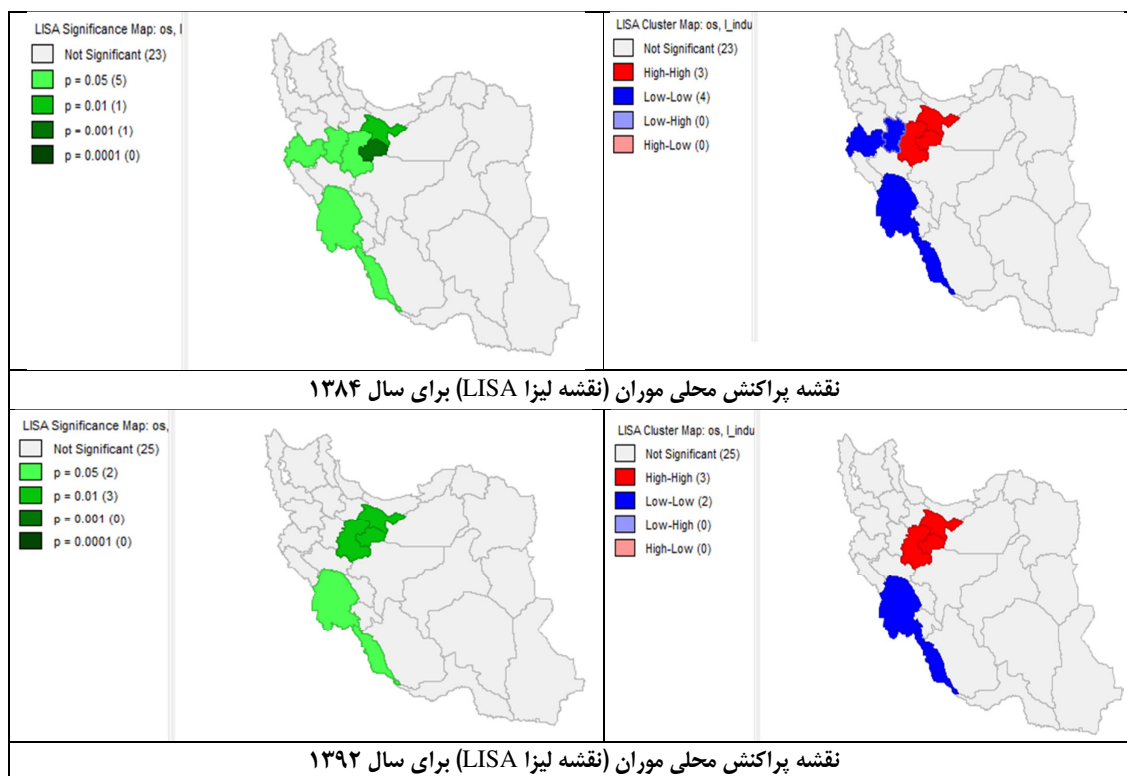 LISA Significance Map: os, l
Not Significant (23)
p = 0.05 (5)
p = 0.01 (1)
p = 0.001 (1)
p = 0.0001 (0)
LISA Cluster Map: os, l_indu
Not Significant (23)
High-High (3)
Low-Low (4)
Low-High (0)
High-Low (0)
نقشه پراکنش محلی موران (نقشه لیزا LISA) برای سال ۱۳۸۴
LISA Significance Map: os,
Not Significant (25)
p = 0.05 (2)
p = 0.01 (3)
p = 0.001 (0)
p = 0.0001 (0)
LISA Cluster Map: os, l_indu
Not Significant (25)
High-High (3)
Low-Low (2)
Low-High (0)
High-Low (0)
نقشه پراکنش محلی موران (نقشه لیزا LISA) برای سال ۱۳۹۲